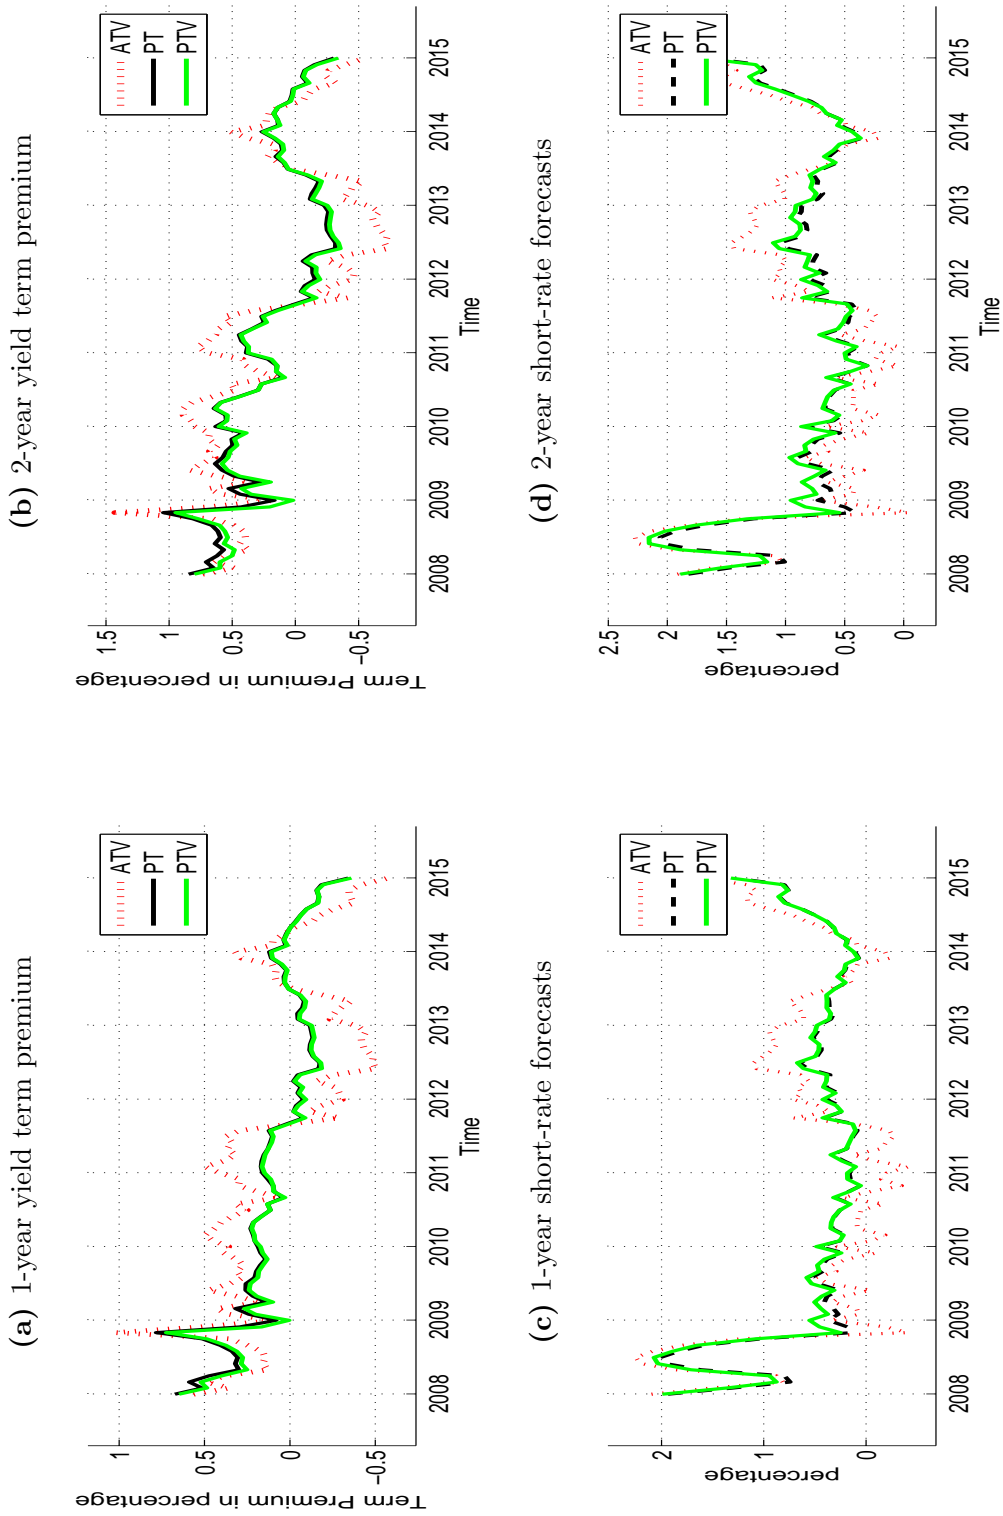 (a) 1-year yield term premium
Term Premium in percentage
1
0.5
0
−0.5
2008 2009 2010 2011 2012 2013 2014 2015
Time
ATV
PT
PTV
(b) 2-year yield term premium
Term Premium in percentage
1.5
1
0.5
0
−0.5
2008 2009 2010 2011 2012 2013 2014 2015
Time
ATV
PT
PTV
(c) 1-year short-rate forecasts
percentage
2
1
0
2008 2009 2010 2011 2012 2013 2014 2015
ATV
PT
PTV
(d) 2-year short-rate forecasts
percentage
2.5
2
1.5
1
0.5
0
2008 2009 2010 2011 2012 2013 2014 2015
ATV
PT
PTV